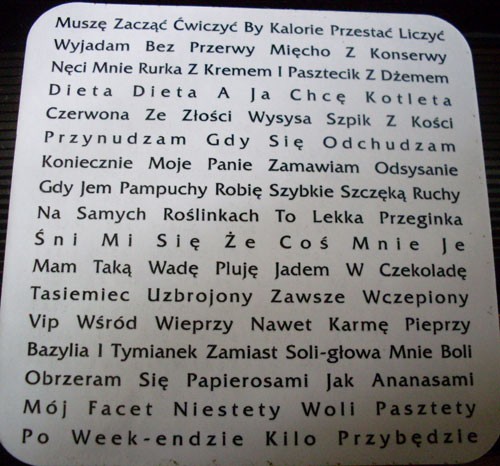 Muszę Zacząć Ćwiczyć By Kalorie Przestać Liczyć
Wyjadam Bez Przerwy Mięcho Z Konserwy
Nęci Mnie Rurka Z Kremem I Pasztecik Z Dżemem
Dieta Dieta A Ja Chcę Kotleta
Czerwona Ze Złości Wysysa Szpik Z Kości
Przynudzam Gdy Się Odchudzam
Koniecznie Moje Panie Zamawiam Odsysanie
Gdy Jem Pampuchy Robię Szybkie Szczęką Ruchy
Na Samych Roślinkach To Lekka Przeginka
Śni Mi Się Że Coś Mnie Je
Mam Taką Wadę Pluję Jadem W Czekoladę
Tasiemiec Uzbrojony Zawsze Wczepiony
Vip Wśród Wieprzy Nawet Karmę Pieprzy
Bazylia I Tymianek Zamiast Soli-głowa Mnie Boli
Obrzeram Się Papierosami Jak Ananasami
Mój Facet Niestety Woli Pasztety
Po Week-endzie Kilo Przybędzie